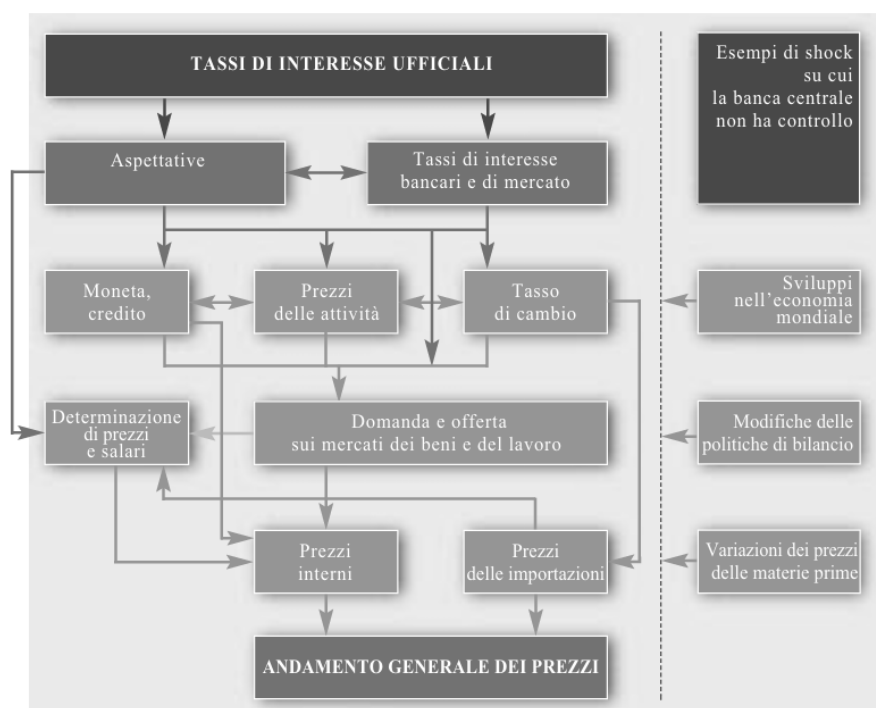 TASSI DI INTERESSE UFFICIALI
Esempi di shock
su cui
la banca centrale
non ha controllo
Aspettative
Tassi di interesse
bancari e di mercato
Moneta,
credito
Prezzi
delle attività
Tasso
di cambio
Sviluppi
nell'economia
mondiale
Determinazione
di prezzi
e salari
Domanda e offerta
sui mercati dei beni e del lavoro
Modifiche delle
politiche di bilancio
Prezzi
interni
Prezzi
delle importazioni
Variazioni dei prezzi
delle materie prime
ANDAMENTO GENERALE DEI PREZZI